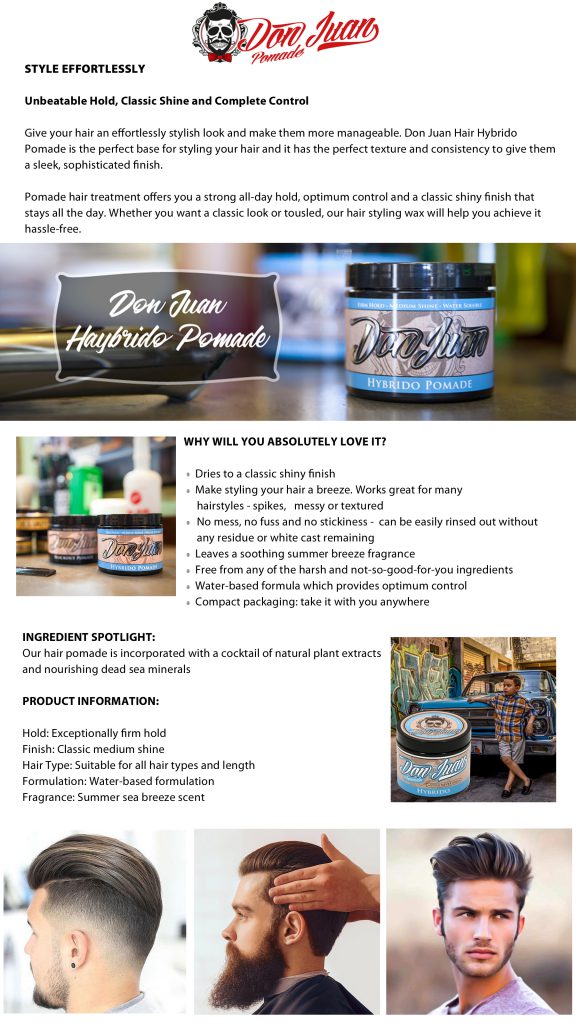 Don Juan
Pomade
STYLE EFFORTLESSLY
Unbeatable Hold, Classic Shine and Complete Control
Give your hair an effortlessly stylish look and make them more manageable. Don Juan Hair Hybrido
Pomade is the perfect base for styling your hair and it has the perfect texture and consistency to give them
a sleek, sophisticated finish.
Pomade hair treatment offers you a strong all-day hold, optimum control and a classic shiny finish that
stays all the day. Whether you want a classic look or tousled, our hair styling wax will help you achieve it
hassle-free.
Don Juan
Haybrido Pomade
Firm Hold - Medium Shine - Water Soluble
Don Juan
Hybrido Pomade
WHY WILL YOU ABSOLUTELY LOVE IT?
Dries to a classic shiny finish
Make styling your hair a breeze. Works great for many
hairstyles - spikes, messy or textured
No mess, no fuss and no stickiness - can be easily rinsed out without
any residue or white cast remaining
Leaves a soothing summer breeze fragrance
Free from any of the harsh and not-so-good-for-you ingredients
Water-based formula which provides optimum control
Compact packaging: take it with you anywhere
Don Juan
Hybrido Pomade
INGREDIENT SPOTLIGHT:
Our hair pomade is incorporated with a cocktail of natural plant extracts
and nourishing dead sea minerals
PRODUCT INFORMATION:
Hold: Exceptionally firm hold
Finish: Classic medium shine
Hair Type: Suitable for all hair types and length
Formulation: Water-based formulation
Fragrance: Summer sea breeze scent
Don Juan
Hybrido